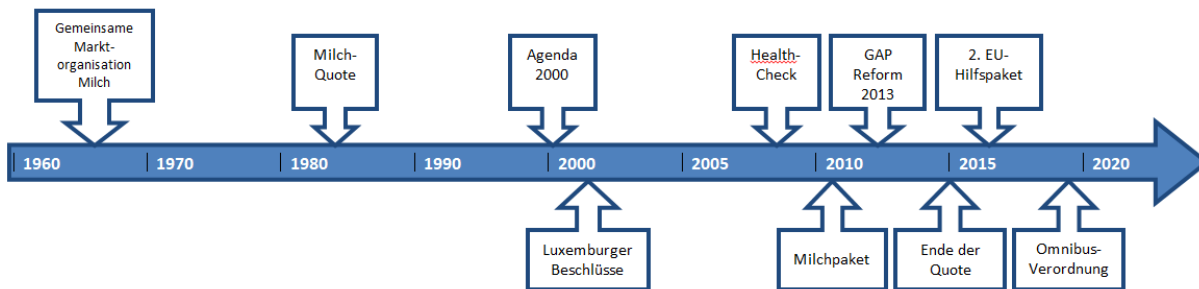 Gemeinsame
Markt-
organisation
Milch
Milch-
Quote
Agenda
2000
Health-
Check
GAP
Reform
2013
2. EU-
Hilfspaket
1960
1970
1980
1990
2000
2005
2010
2015
2020
Luxemburger
Beschlüsse
Milchpaket
Ende der
Quote
Omnibus-
Verordnung